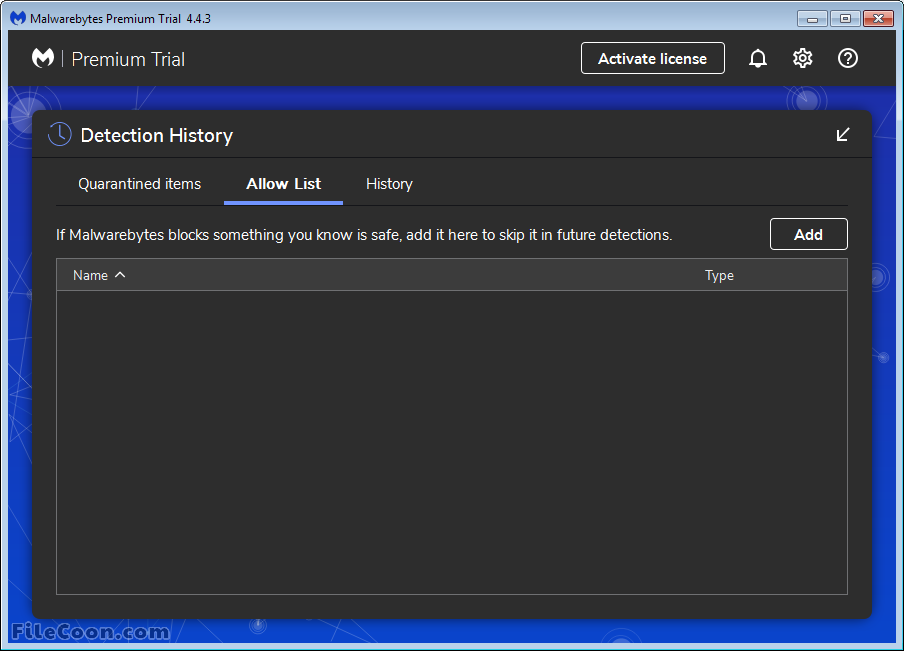 Malwarebytes Premium Trial 4.4.3
Premium Trial
Activate license
Detection History
Quarantined items
Allow List
History
If Malwarebytes blocks something you know is safe, add it here to skip it in future detections.
Add
Name
Type
FileCoon.com